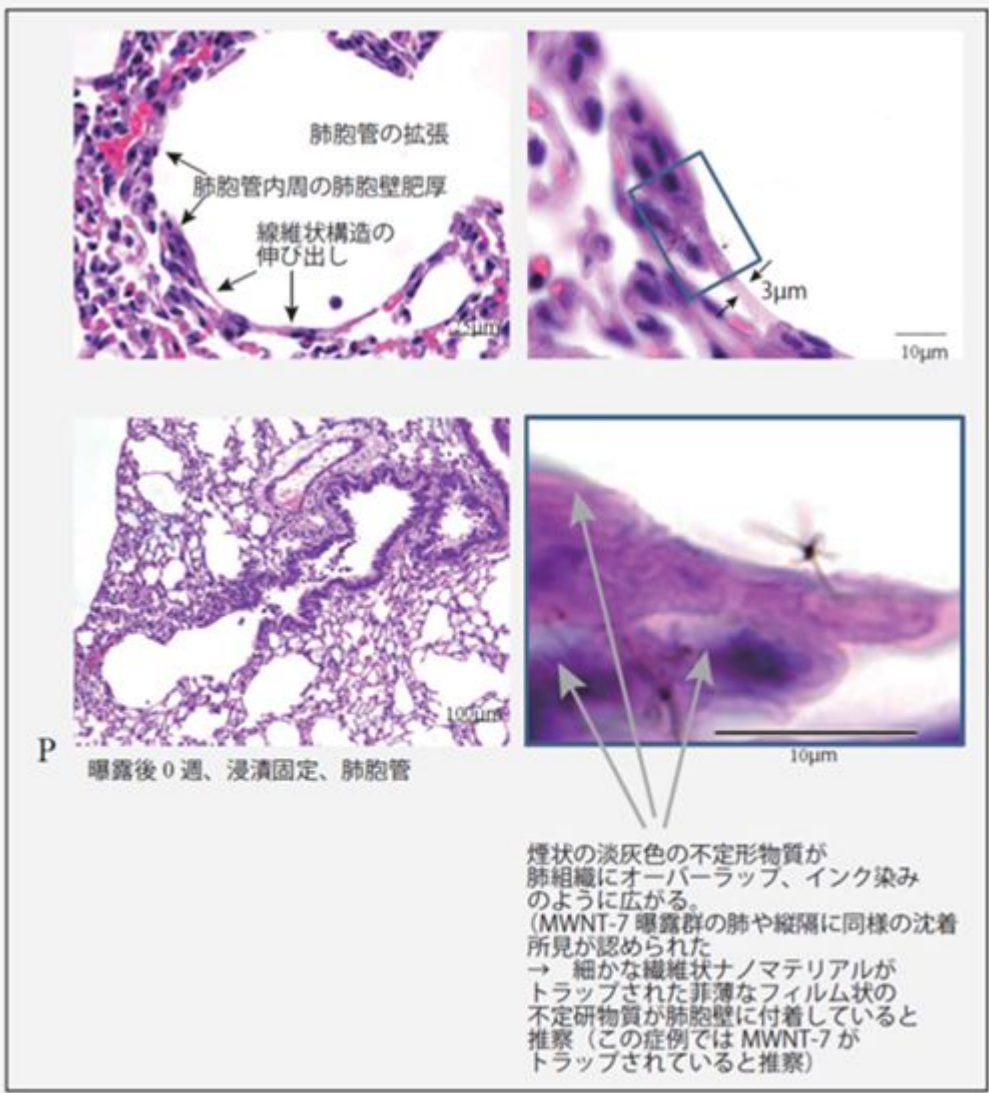 肺胞管の拡張
肺胞管内周の肺胞壁肥厚
線維状構造の
伸び出し
3μm
10μm
100μm
10μm
P
曝露後0週、浸漬固定、肺胞管
煙状の淡灰色の不定形物質が
肺組織にオーバーラップ、インク染み
のように広がる。
(MWNT-7 曝露群の肺や縦隔に同様の沈着
所見が認められた
→ 細かな繊維状ナノマテリアルが
トラップされた菲薄なフィルム状の
不定研物質が肺胞壁に付着していると
推察（この症例では MWNT-7 が
トラップされていると推察）